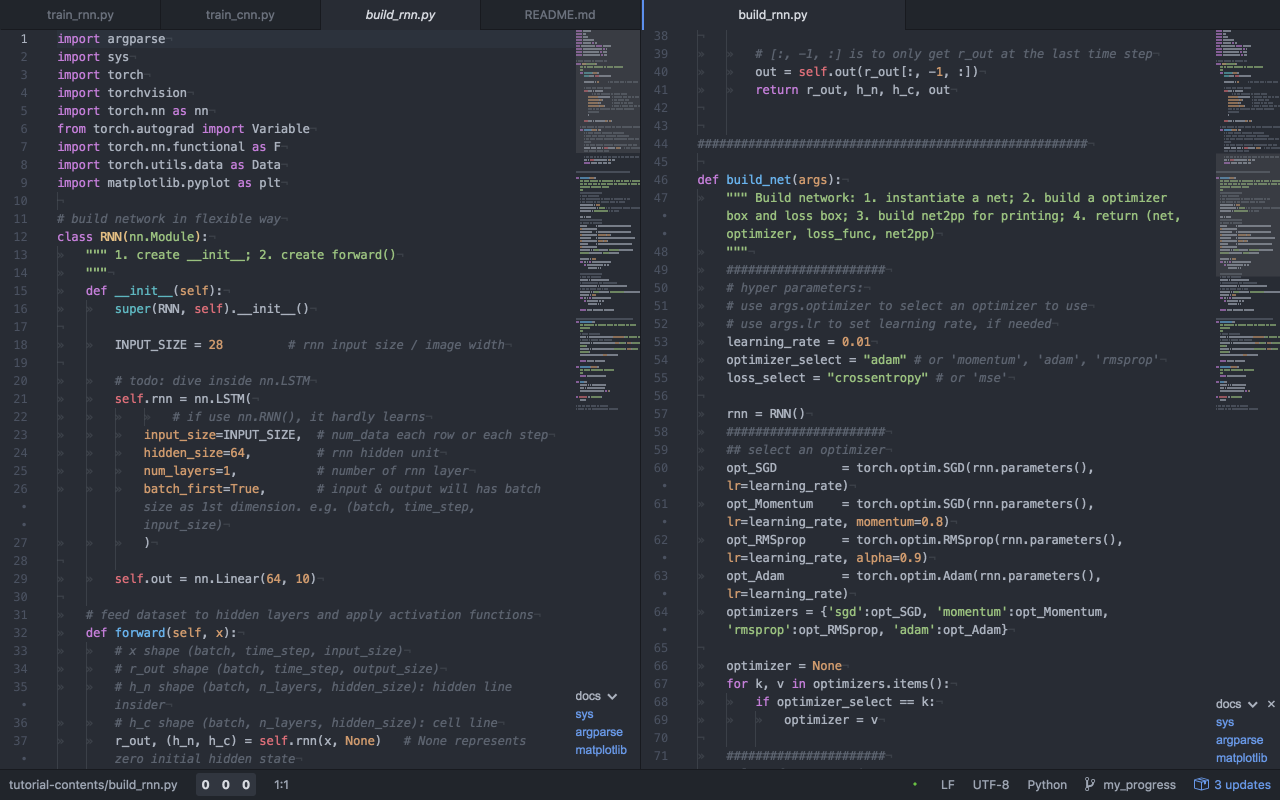 train_rnn.py
train_cnn.py
build_rnn.py
README.md
build_rnn.py
1 import argparse
2 import sys
3 import torch
4 import torchvision
5 import torch.nn as nn
6 from torch.autograd import Variable
7 import torch.nn.functional as F
8 import torch.utils.data as Data
9 import matplotlib.pyplot as plt
10
11 # build network in flexible way
12 class RNN(nn.Module):
13 """ 1. create __init__; 2. create forward()
14 """
15 def __init__(self):
16 super(RNN, self).__init__()
17
18 INPUT_SIZE = 28 # rnn input size / image width
19
20 # todo: dive inside nn.LSTM
21 self.rnn = nn.LSTM(
22 # if use nn.RNN(), it hardly learns
23 input_size=INPUT_SIZE, # num_data each row or each step
24 hidden_size=64, # rnn hidden unit
25 num_layers=1, # number of rnn layer
26 batch_first=True, # input & output will has batch
size as 1st dimension. e.g. (batch, time_step,
input_size)
27 )
28
29 self.out = nn.Linear(64, 10)
30
31 # feed dataset to hidden layers and apply activation functions
32 def forward(self, x):
33 # x shape (batch, time_step, input_size)
34 # r_out shape (batch, time_step, output_size)
35 # h_n shape (batch, n_layers, hidden_size): hidden line
insider
36 # h_c shape (batch, n_layers, hidden_size): cell line
37 r_out, (h_n, h_c) = self.rnn(x, None) # None represents
zero initial hidden state
docs
sys
argparse
matplotlib
38
39 # [:, -1, :] is to only get r_out at the last time step
40 out = self.out(r_out[:, -1, :])
41 return r_out, h_n, h_c, out
42
43
44 ######################################################
45
46 def build_net(args):
47 """ Build network: 1. instantiate a net; 2. build a optimizer
box and loss box; 3. build net2pp for printing; 4. return (net,
optimizer, loss_func, net2pp)
48 """
49 ######################
50 # hyper parameters:
51 # use args.optimizer to select an optimizer to use
52 # use args.lr to set learning rate, if needed
53 learning_rate = 0.01
54 optimizer_select = "adam" # or 'momentum', 'adam', 'rmsprop'
55 loss_select = "crossentropy" # or 'mse'
56
57 rnn = RNN()
58 ######################
59 ## select an optimizer
60 opt_SGD = torch.optim.SGD(rnn.parameters(),
lr=learning_rate)
61 opt_Momentum = torch.optim.SGD(rnn.parameters(),
lr=learning_rate, momentum=0.8)
62 opt_RMSprop = torch.optim.RMSprop(rnn.parameters(),
lr=learning_rate, alpha=0.9)
63 opt_Adam = torch.optim.Adam(rnn.parameters(),
lr=learning_rate)
64 optimizers = {'sgd':opt_SGD, 'momentum':opt_Momentum,
'rmsprop':opt_RMSprop, 'adam':opt_Adam}
65
66 optimizer = None
67 for k, v in optimizers.items():
68 if optimizer_select == k:
69 optimizer = v
70
71 ######################
docs
sys
argparse
matplotlib
tutorial-contents/build_rnn.py 0 0 0 1:1 LF UTF-8 Python my_progress 3 updates